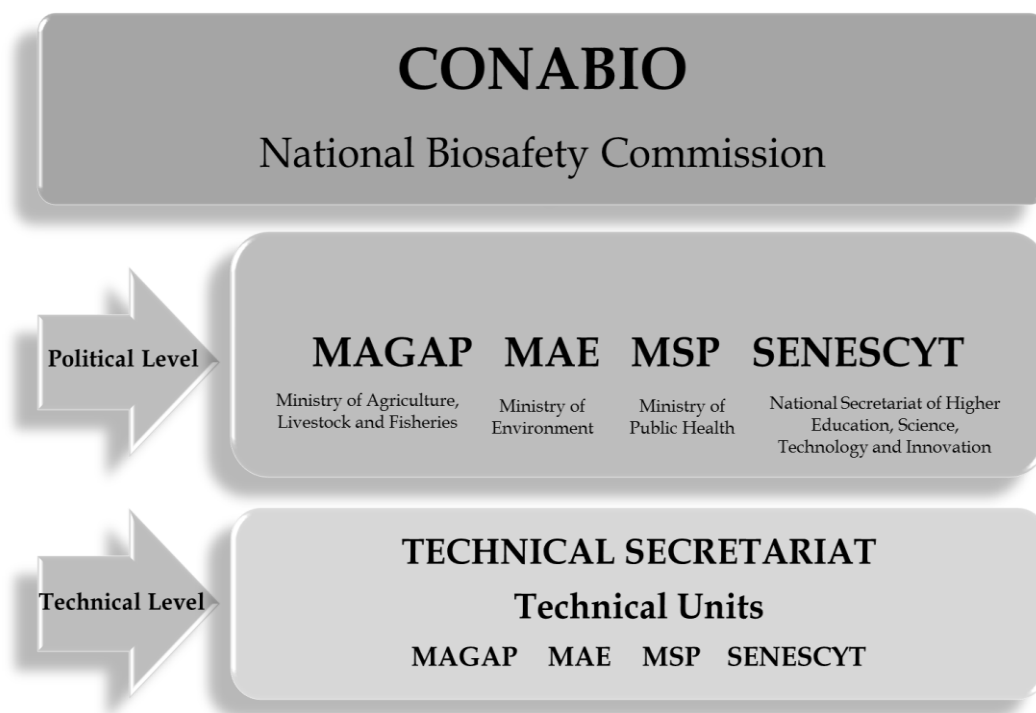 CONABIO
National Biosafety Commission
Political Level
MAGAP MAE MSP SENESCYT
Ministry of Agriculture,
Livestock and Fisheries
Ministry of
Environment
Ministry of
Public Health
National Secretariat of Higher
Education, Science,
Technology and Innovation
Technical Level
TECHNICAL SECRETARIAT
Technical Units
MAGAP MAE MSP SENESCYT